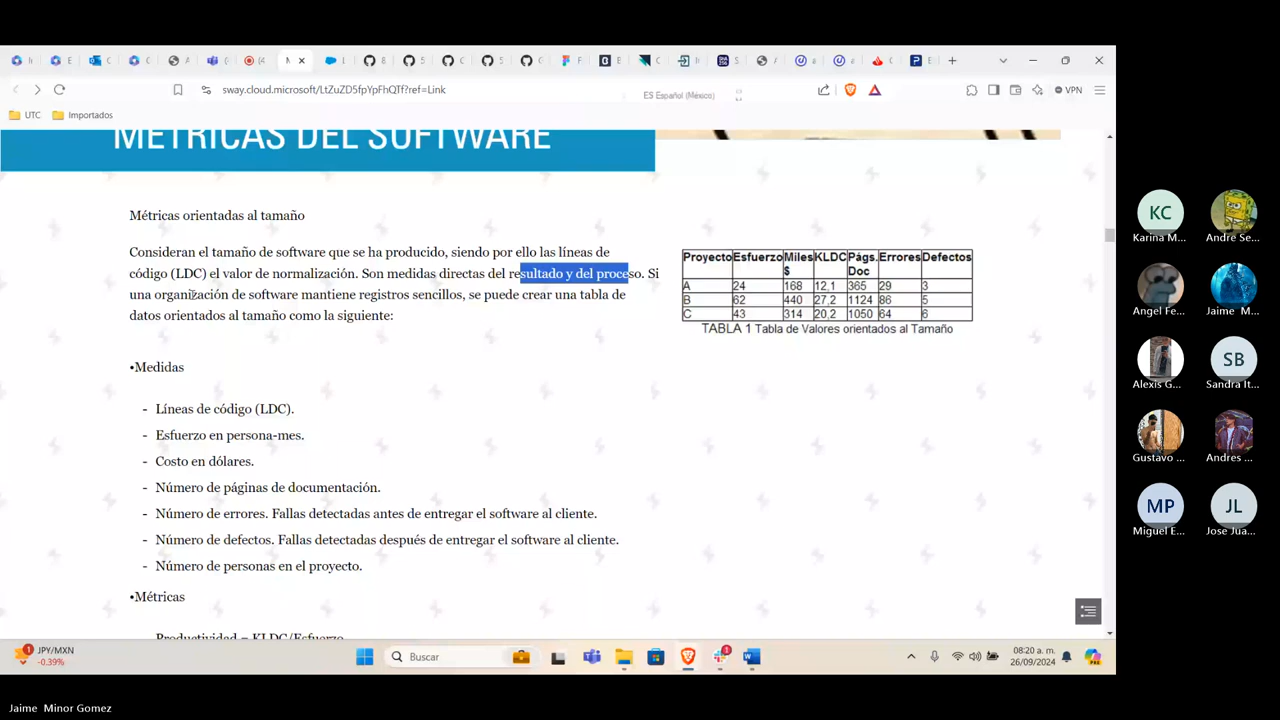 sway.cloud.microsoft/LtZuZD5fpYpFhQTf?ref=Link
ES Español (México)
VPN
UTC
Importados
MÉTRICAS DEL SOFTWARE
Métricas orientadas al tamaño
Consideran el tamaño de software que se ha producido, siendo por ello las líneas de
código (LDC) el valor de normalización. Son medidas directas del resultado y del proceso. Si
una organización de software mantiene registros sencillos, se puede crear una tabla de
datos orientados al tamaño como la siguiente:
Proyecto Esfuerzo Miles $ KLDC Págs. Doc Errores Defectos
A 24 168 12,1 365 29 3
B 62 440 27,2 1124 86 5
C 43 314 20,2 1050 64 6
TABLA 1 Tabla de Valores orientados al Tamaño
•Medidas
- Líneas de código (LDC).
- Esfuerzo en persona-mes.
- Costo en dólares.
- Número de páginas de documentación.
- Número de errores. Fallas detectadas antes de entregar el software al cliente.
- Número de defectos. Fallas detectadas después de entregar el software al cliente.
- Número de personas en el proyecto.
•Métricas
Productividad = KLDC/Esfuerzo
KC
Karina M...
Andre Se...
Angel Fe...
Jaime M...
Alexis G...
SB
Sandra It...
Gustavo ...
Andres ...
MP
Miguel E...
JL
Jose Jua...
1
JPY/MXN
-0.39%
Buscar
08:20 a. m.
26/09/2024
Jaime Minor Gomez